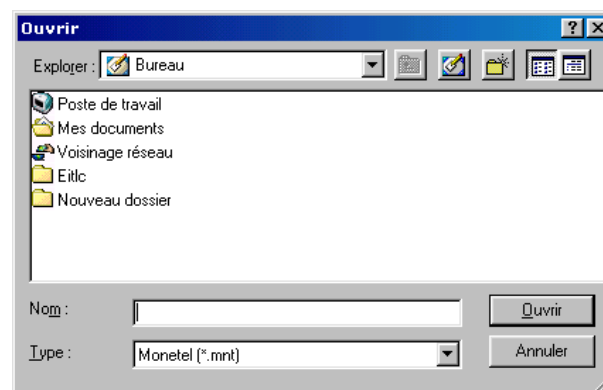 Ouvrir
Explorer : Bureau
Poste de travail
Mes documents
Voisinage réseau
Eitlc
Nouveau dossier
Nom : Ouvrir
Type : Monetel (*.mnt) Annuler